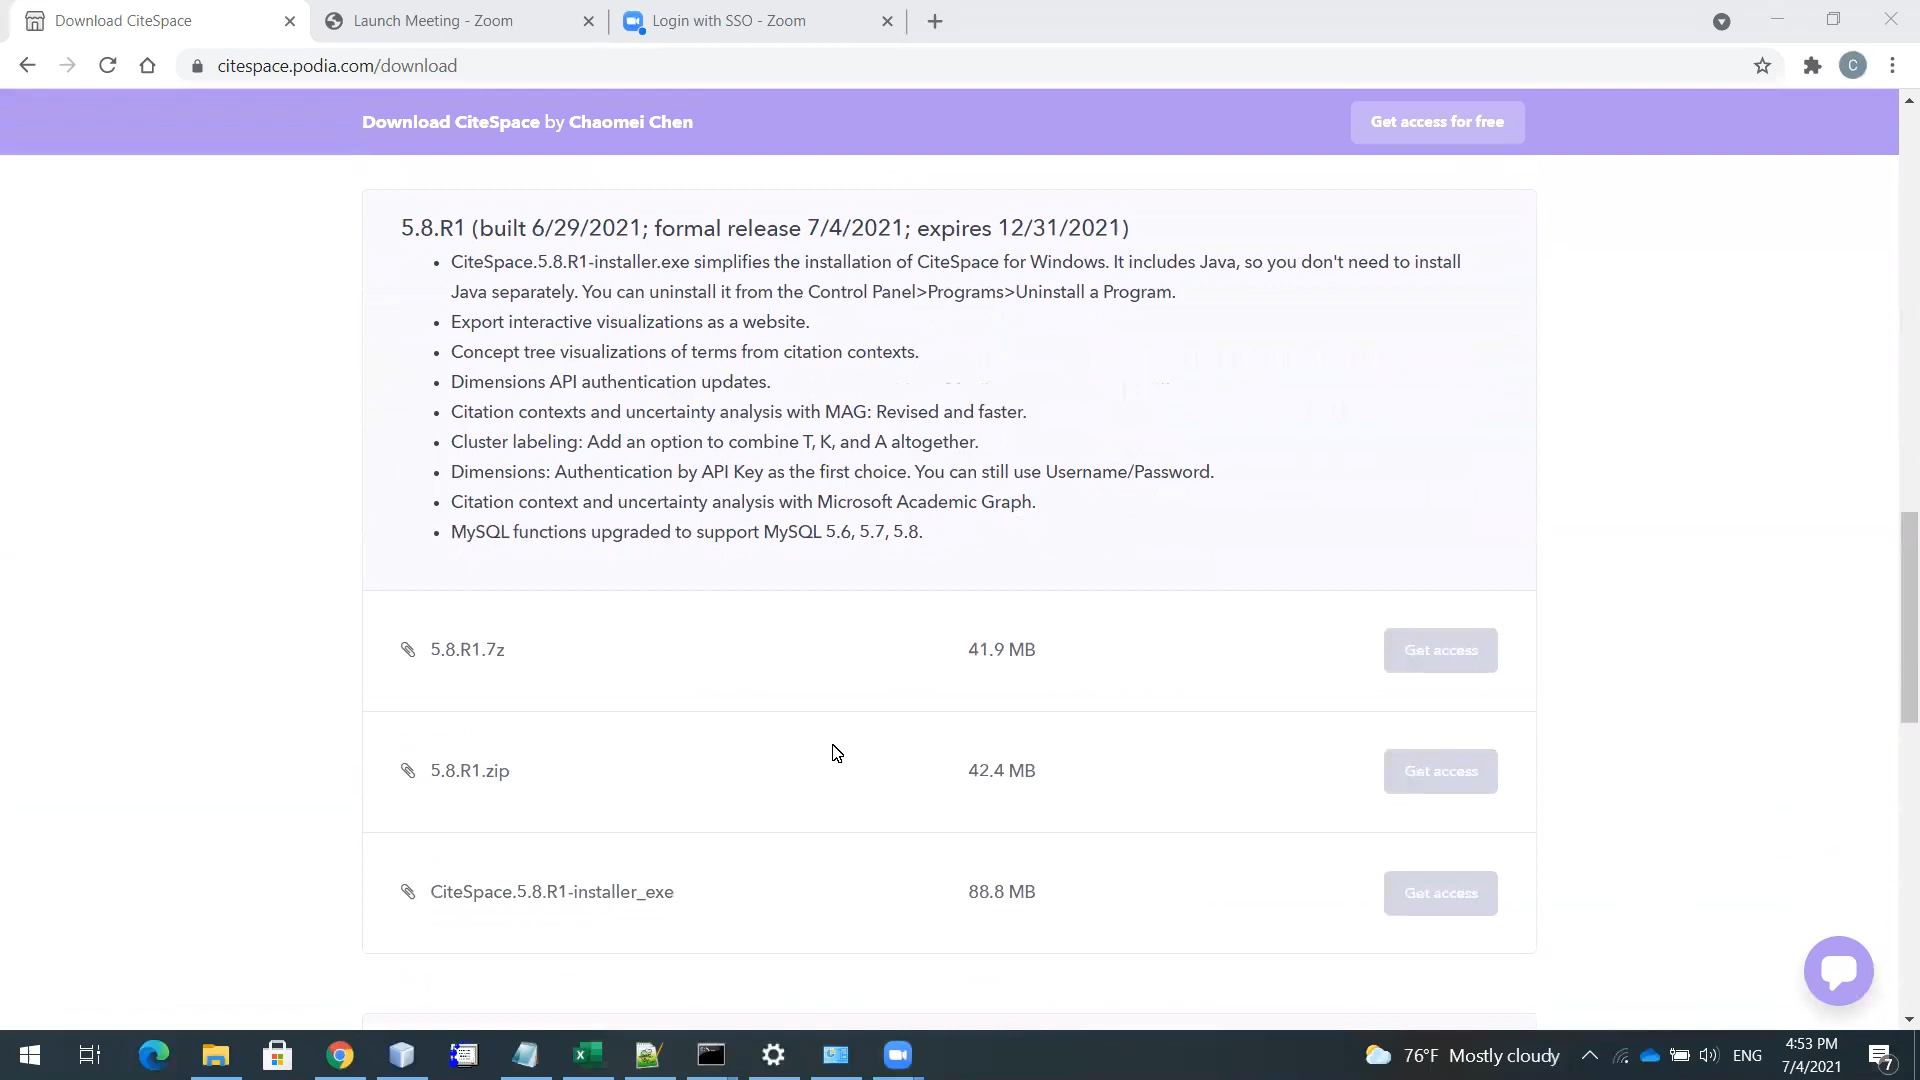 Download CiteSpace
Launch Meeting - Zoom
Login with SSO - Zoom
citespace.podia.com/download
C
Download CiteSpace by Chaomei Chen
Get access for free
5.8.R1 (built 6/29/2021; formal release 7/4/2021; expires 12/31/2021)
• CiteSpace.5.8.R1-installer.exe simplifies the installation of CiteSpace for Windows. It includes Java, so you don't need to install
Java separately. You can uninstall it from the Control Panel>Programs>Uninstall a Program.
• Export interactive visualizations as a website.
• Concept tree visualizations of terms from citation contexts.
• Dimensions API authentication updates.
• Citation contexts and uncertainty analysis with MAG: Revised and faster.
• Cluster labeling: Add an option to combine T, K, and A altogether.
• Dimensions: Authentication by API Key as the first choice. You can still use Username/Password.
• Citation context and uncertainty analysis with Microsoft Academic Graph.
• MySQL functions upgraded to support MySQL 5.6, 5.7, 5.8.
5.8.R1.7z 41.9 MB Get access
5.8.R1.zip 42.4 MB Get access
CiteSpace.5.8.R1-installer_exe 88.8 MB Get access
76°F Mostly cloudy
ENG
4:53 PM
7/4/2021
7